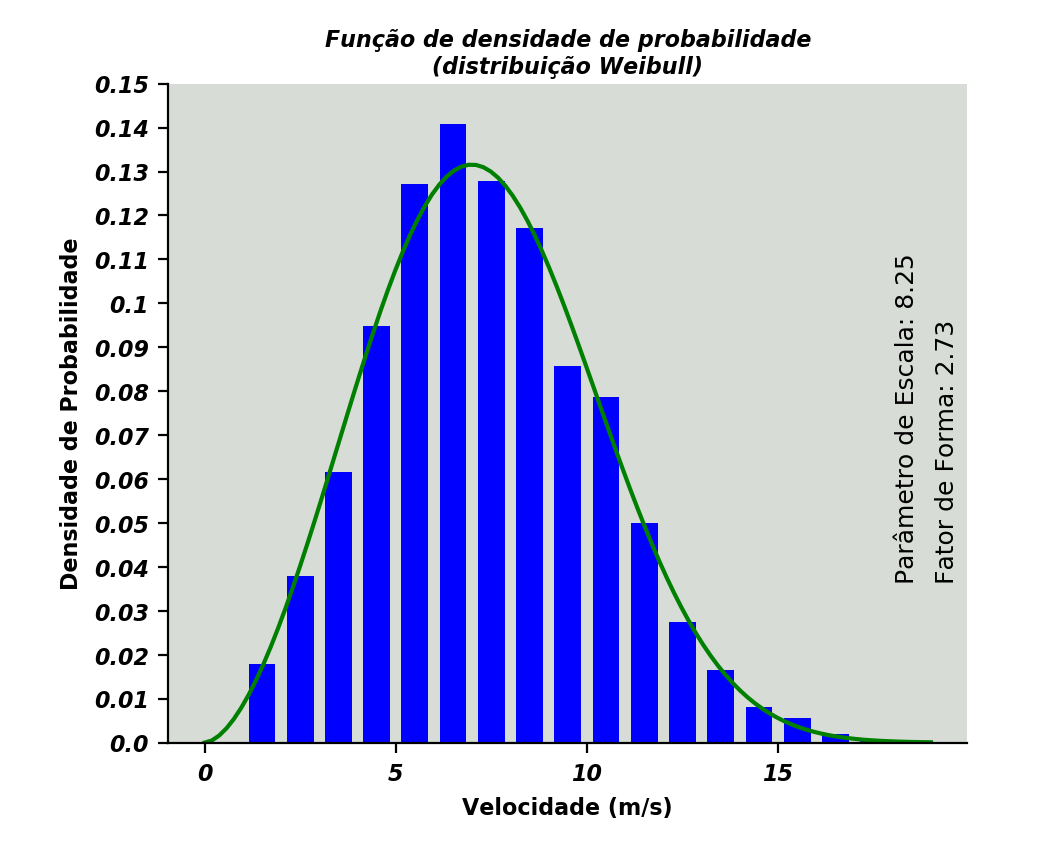 Função de densidade de probabilidade
(distribuição Weibull)
Densidade de Probabilidade
0.15
0.14
0.13
0.12
0.11
0.1
0.09
0.08
0.07
0.06
0.05
0.04
0.03
0.02
0.01
0.0
Parâmetro de Escala: 8.25
Fator de Forma: 2.73
0 5 10 15
Velocidade (m/s)